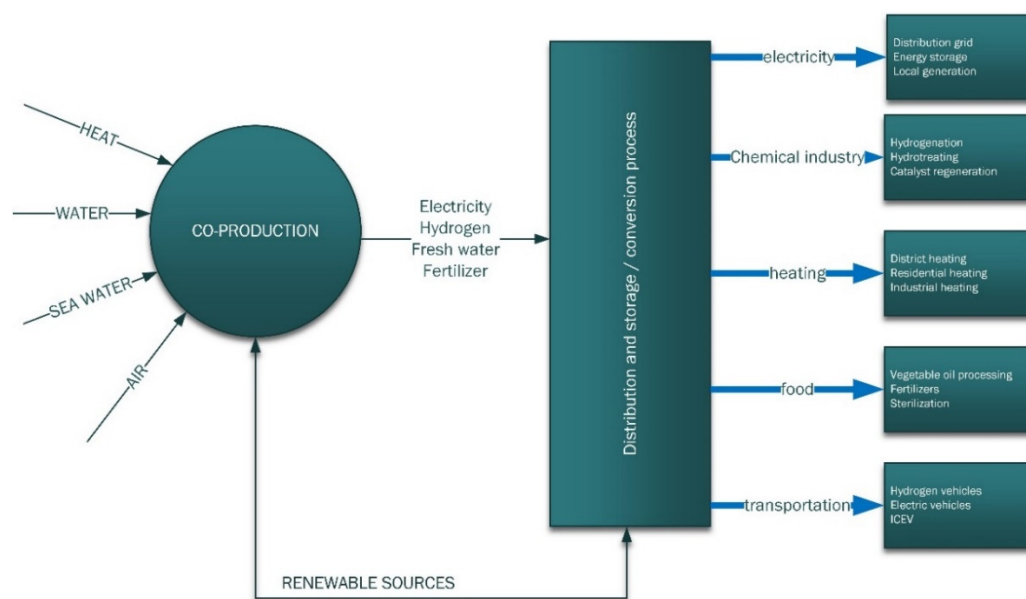 HEAT
WATER
SEA WATER
AIR
CO-PRODUCTION
Electricity
Hydrogen
Fresh water
Fertilizer
RENEWABLE SOURCES
Distribution and storage / conversion process
electricity
Distribution grid
Energy storage
Local generation
Chemical industry
Hydrogenation
Hydrotreating
Catalyst regeneration
heating
District heating
Residential heating
Industrial heating
food
Vegetable oil processing
Fertilizers
Sterilization
transportation
Hydrogen vehicles
Electric vehicles
ICEV